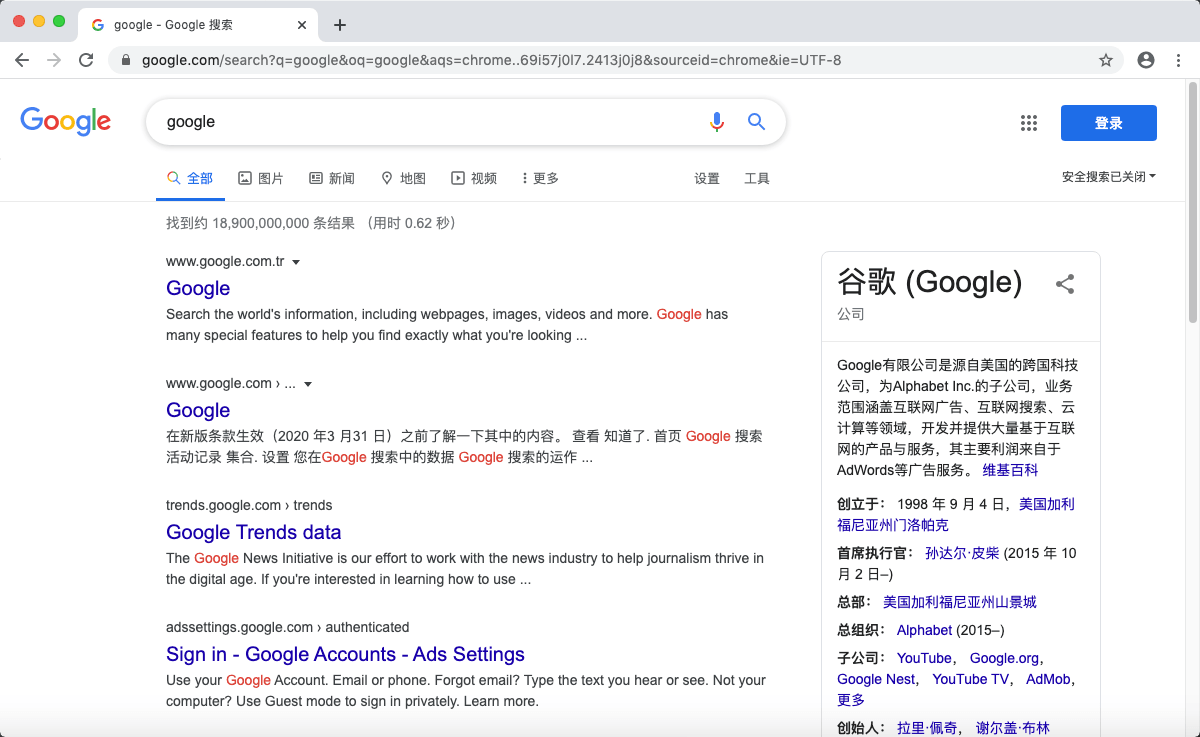 google - Google 搜索
google.com/search?q=google&oq=google&aqs=chrome..69i57j0l7.2413j0j8&sourceid=chrome&ie=UTF-8
Google
google
登录
全部 图片 新闻 地图 视频 更多 设置 工具
安全搜索已关闭
找到约 18,900,000,000 条结果 （用时 0.62 秒）
www.google.com.tr
Google
Search the world's information, including webpages, images, videos and more. Google has
many special features to help you find exactly what you're looking ...
www.google.com › ...
Google
在新版条款生效（2020 年3 月31 日）之前了解一下其中的内容。 查看 知道了. 首页 Google 搜索
活动记录 集合. 设置 您在Google 搜索中的数据 Google 搜索的运作 ...
trends.google.com › trends
Google Trends data
The Google News Initiative is our effort to work with the news industry to help journalism thrive in
the digital age. If you're interested in learning how to use ...
adssettings.google.com › authenticated
Sign in - Google Accounts - Ads Settings
Use your Google Account. Email or phone. Forgot email? Type the text you hear or see. Not your
computer? Use Guest mode to sign in privately. Learn more.
谷歌 (Google)
公司
Google有限公司是源自美国的跨国科技
公司，为Alphabet Inc.的子公司，业务
范围涵盖互联网广告、互联网搜索、云
计算等领域，开发并提供大量基于互联
网的产品与服务，其主要利润来自于
AdWords等广告服务。 维基百科
创立于： 1998 年 9 月 4 日，美国加利
福尼亚州门洛帕克
首席执行官： 孙达尔·皮柴 (2015 年 10
月 2 日–)
总部： 美国加利福尼亚州山景城
总组织： Alphabet (2015–)
子公司： YouTube， Google.org，
Google Nest， YouTube TV， AdMob，
更多
创始人： 拉里·佩奇， 谢尔盖·布林